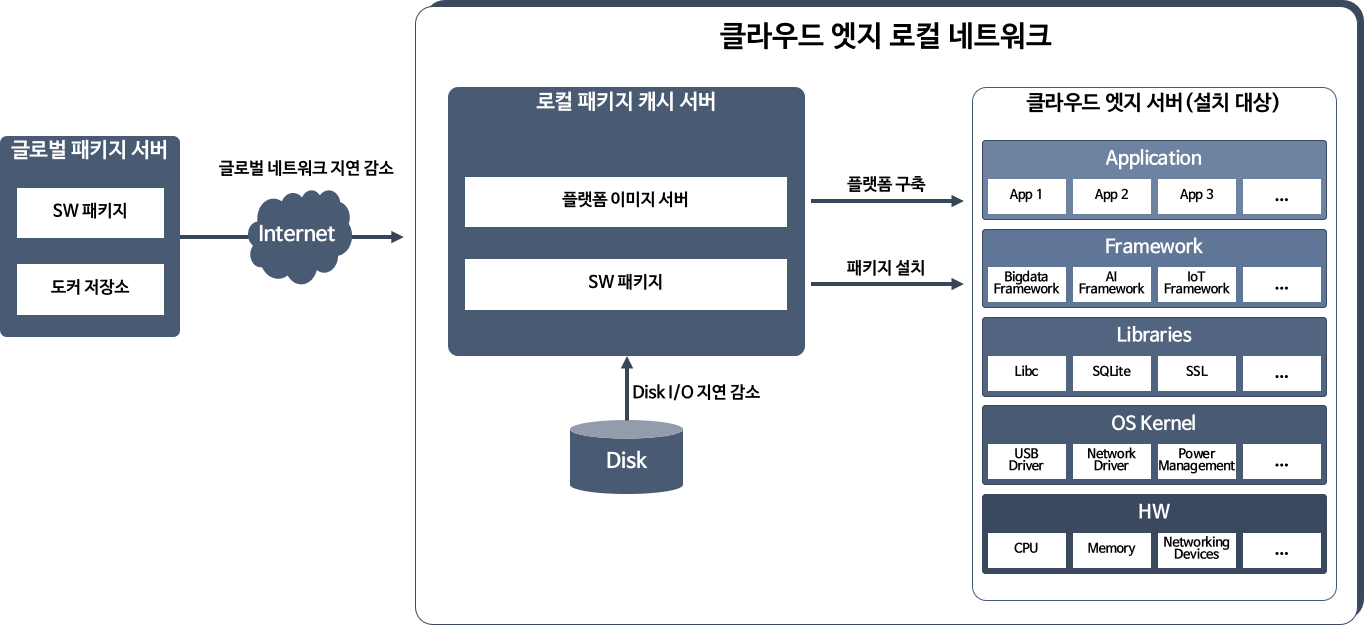 클라우드 엣지 로컬 네트워크
글로벌 패키지 서버
SW 패키지
도커 저장소
글로벌 네트워크 지연 감소
Internet
로컬 패키지 캐시 서버
플랫폼 이미지 서버
SW 패키지
Disk I/O 지연 감소
Disk
플랫폼 구축
패키지 설치
클라우드 엣지 서버(설치 대상)
Application
App 1
App 2
App 3
...
Framework
Bigdata
Framework
AI
Framework
IoT
Framework
...
Libraries
Libc
SQLite
SSL
...
OS Kernel
USB
Driver
Network
Driver
Power
Management
...
HW
CPU
Memory
Networking
Devices
...